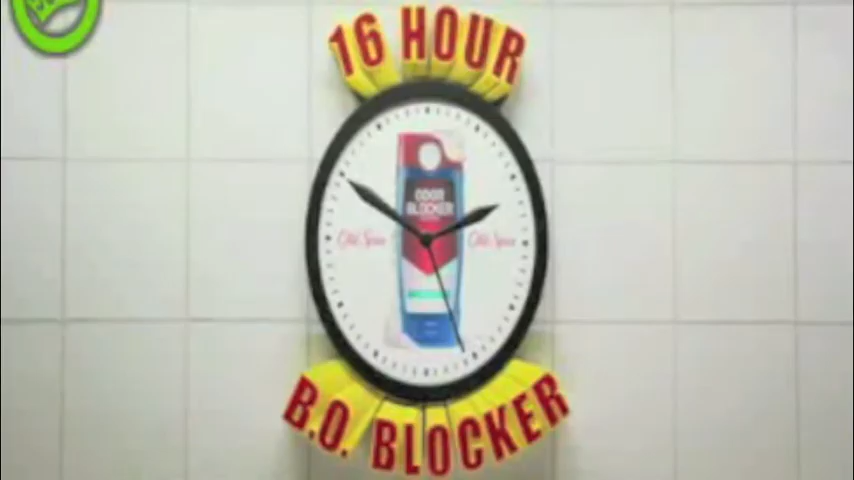 16 HOUR
ODOR
BLOCKER
Old Spice Old Spice
B.O. BLOCKER